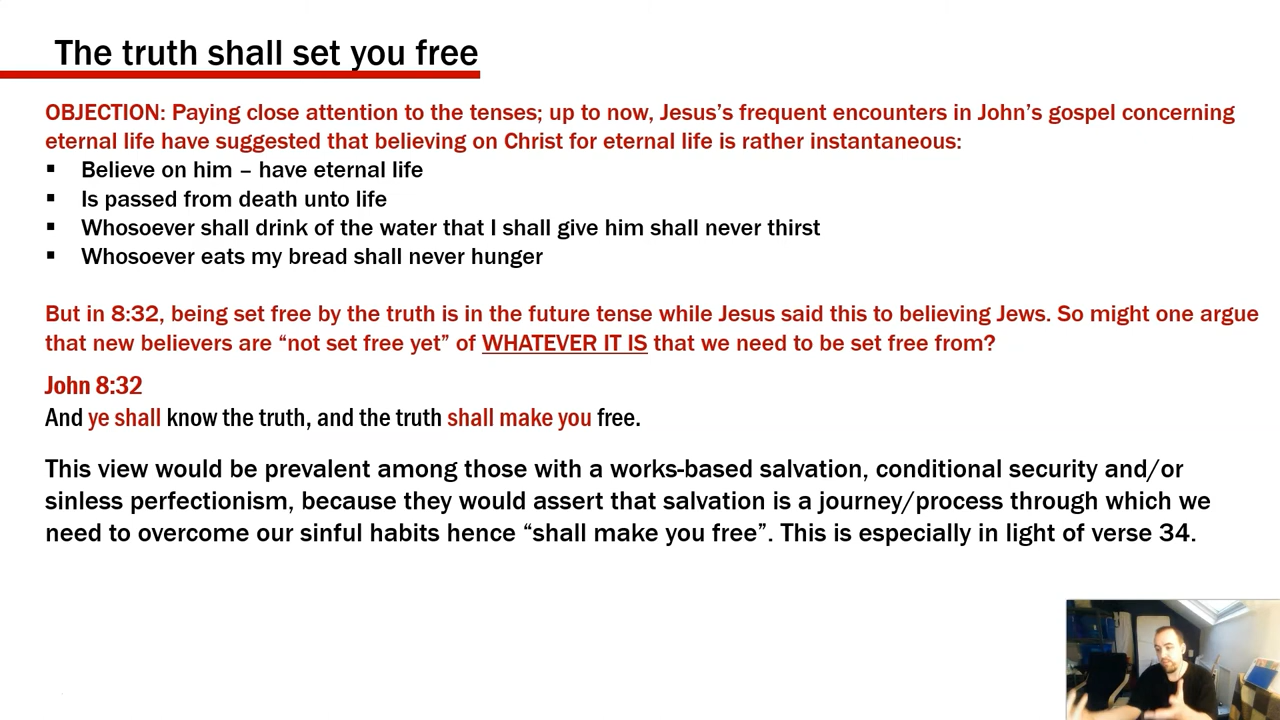 The truth shall set you free
OBJECTION: Paying close attention to the tenses; up to now, Jesus's frequent encounters in John's gospel concerning
eternal life have suggested that believing on Christ for eternal life is rather instantaneous:
▪ Believe on him – have eternal life
▪ Is passed from death unto life
▪ Whosoever shall drink of the water that I shall give him shall never thirst
▪ Whosoever eats my bread shall never hunger
But in 8:32, being set free by the truth is in the future tense while Jesus said this to believing Jews. So might one argue
that new believers are “not set free yet” of WHATEVER IT IS that we need to be set free from?
John 8:32
And ye shall know the truth, and the truth shall make you free.
This view would be prevalent among those with a works-based salvation, conditional security and/or
sinless perfectionism, because they would assert that salvation is a journey/process through which we
need to overcome our sinful habits hence “shall make you free”. This is especially in light of verse 34.